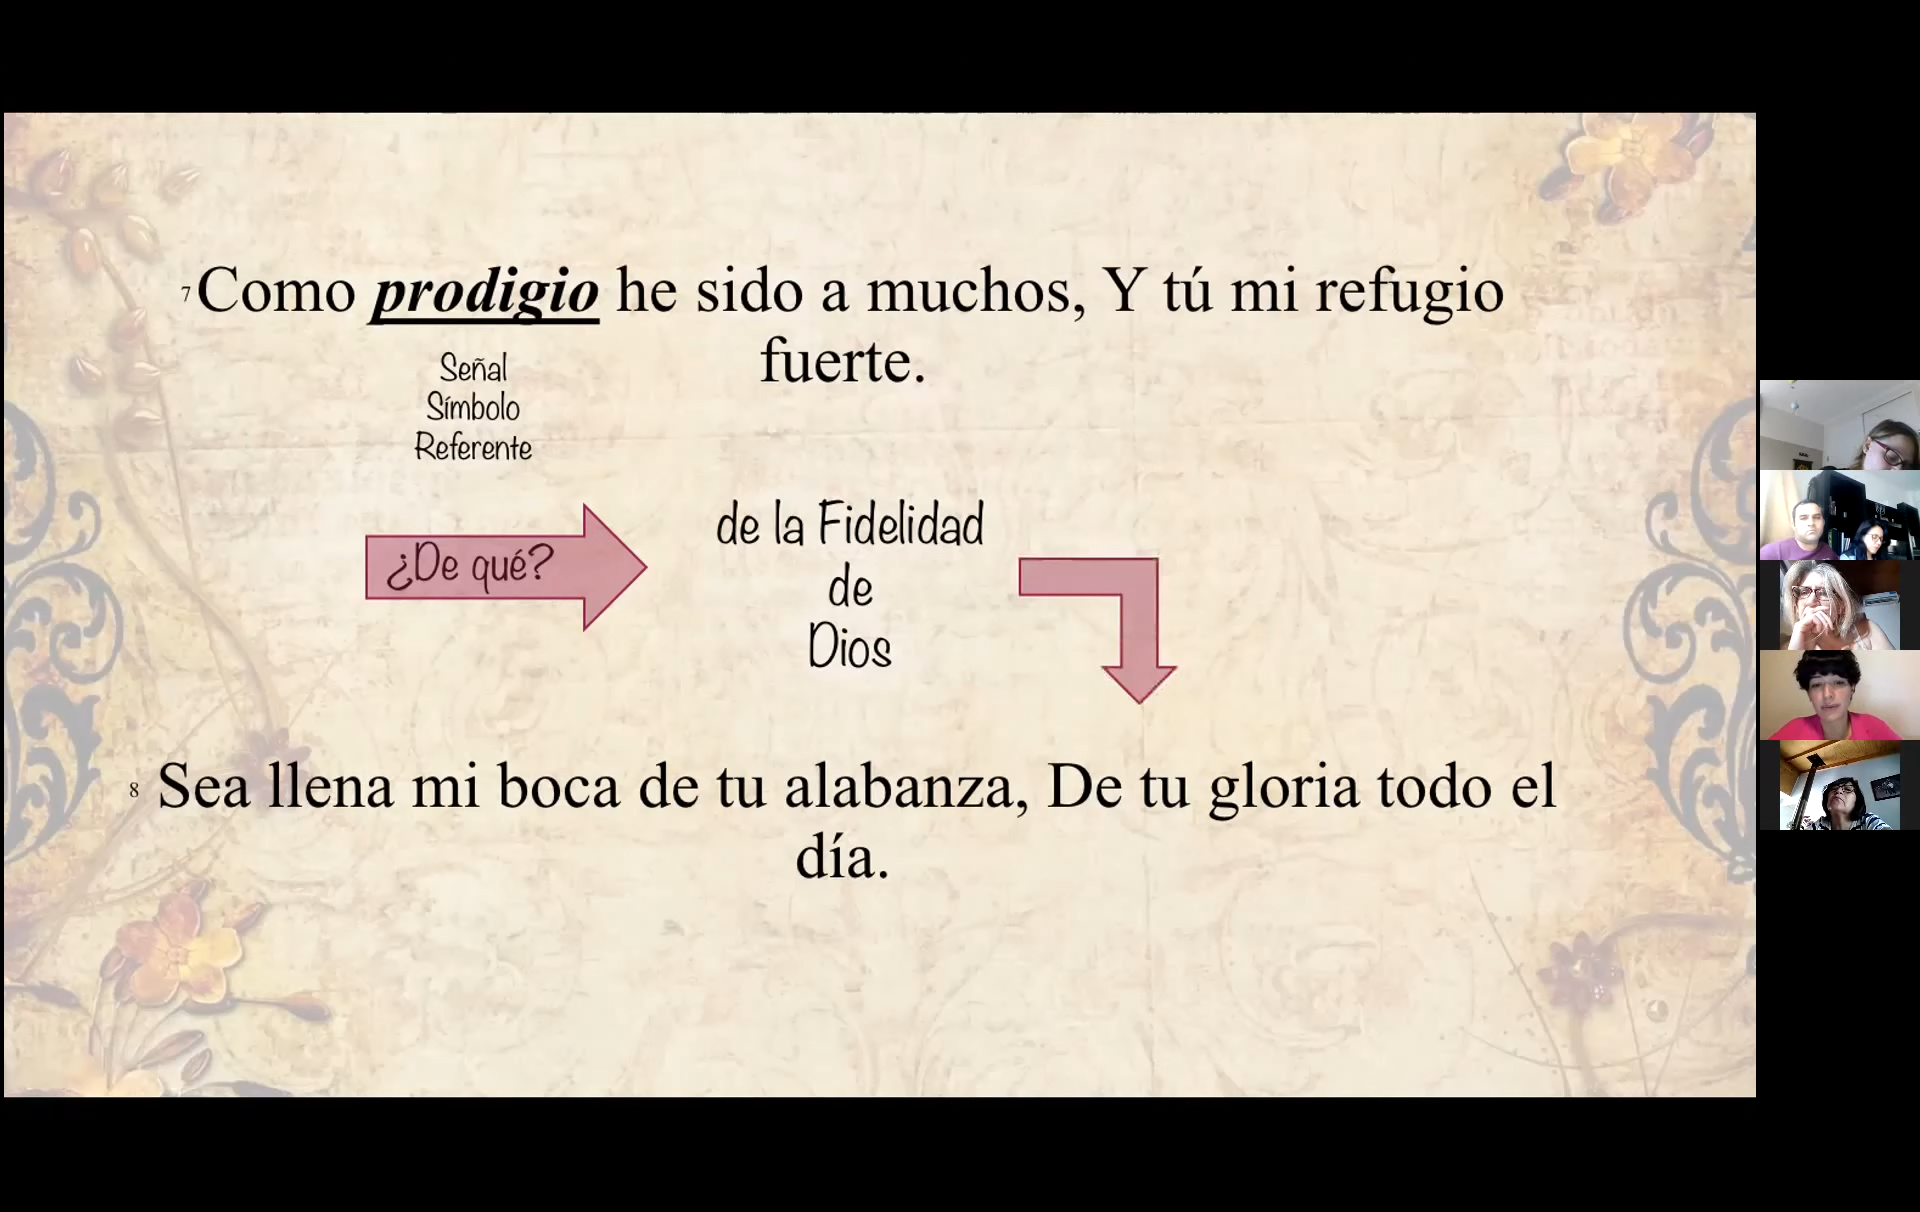 7 Como prodigio he sido a muchos, Y tú mi refugio
fuerte.
Señal
Símbolo
Referente
¿De qué?
de la Fidelidad
de
Dios
8 Sea llena mi boca de tu alabanza, De tu gloria todo el
día.